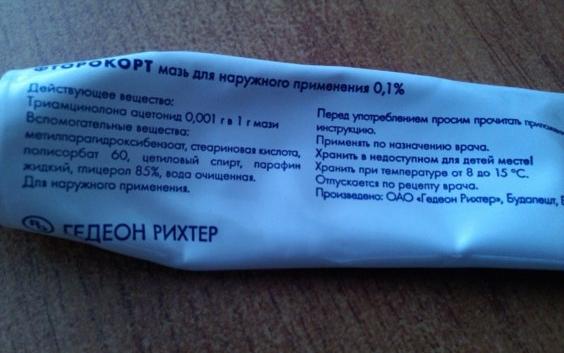 ФТОРОКОРТ мазь для наружного применения 0,1%
Действующее вещество:
Триамцинолона ацетонид 0,001 г в 1 г мази
Вспомогательные вещества:
метилпарагидроксибензоат, стеариновая кислота,
полисорбат 60, цетиловый спирт, парафин
жидкий, глицерол 85%, вода очищенная.
Для наружного применения.
Перед употреблением просим прочитать
инструкцию.
Применять по назначению врача.
Хранить в недоступном для детей месте!
Хранить при температуре от 8 до 15 °C.
Отпускается по рецепту врача.
Произведено: ОАО «Гедеон Рихтер», Будапешт,
ГЕДЕОН РИХТЕР